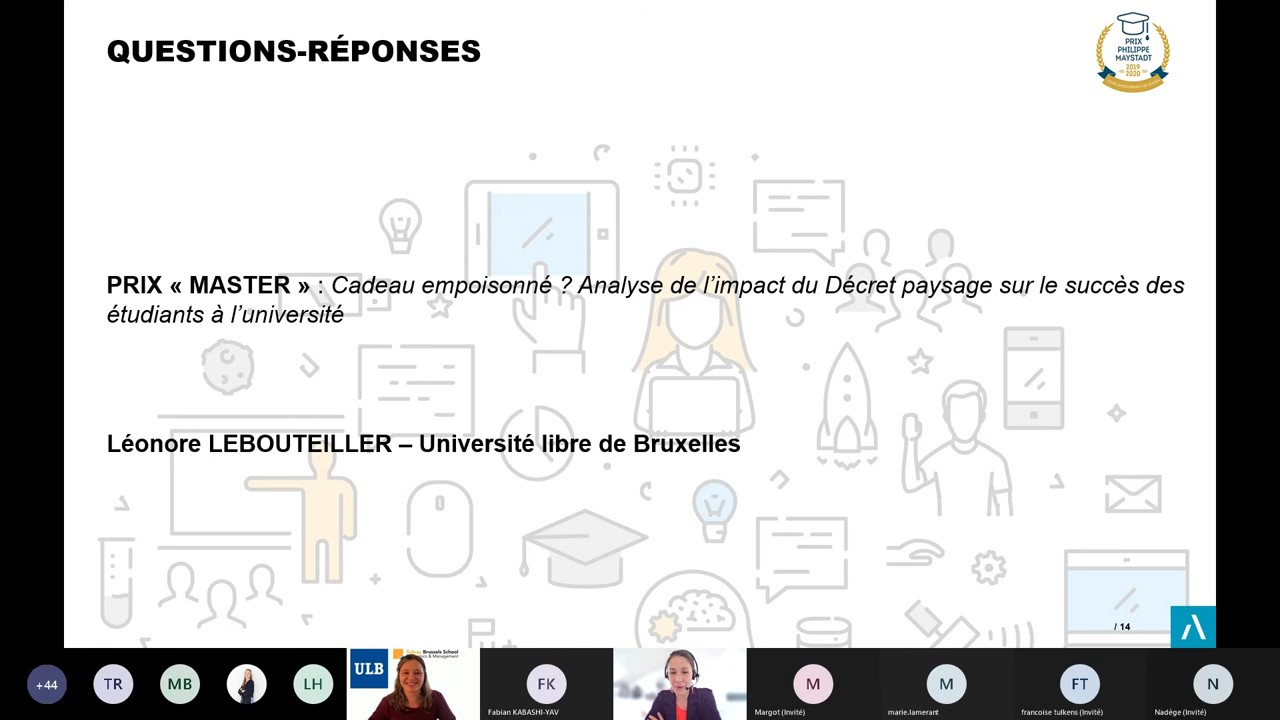 QUESTIONS-RÉPONSES
PRIX
PHILIPPE
MAYSTADT
2019
2020
PRIX « MASTER » : Cadeau empoisonné ? Analyse de l’impact du Décret paysage sur le succès des
étudiants à l’université
Léonore LEBOUTEILLER – Université libre de Bruxelles
/ 14
+44
TR
MB
LH
ULB
Brussels School
FK
Fabian KABASHI-YAV
M
Margot (Invité)
M
marie.lamerant
FT
francoise tulkens (Invité)
N
Nadège (Invité)